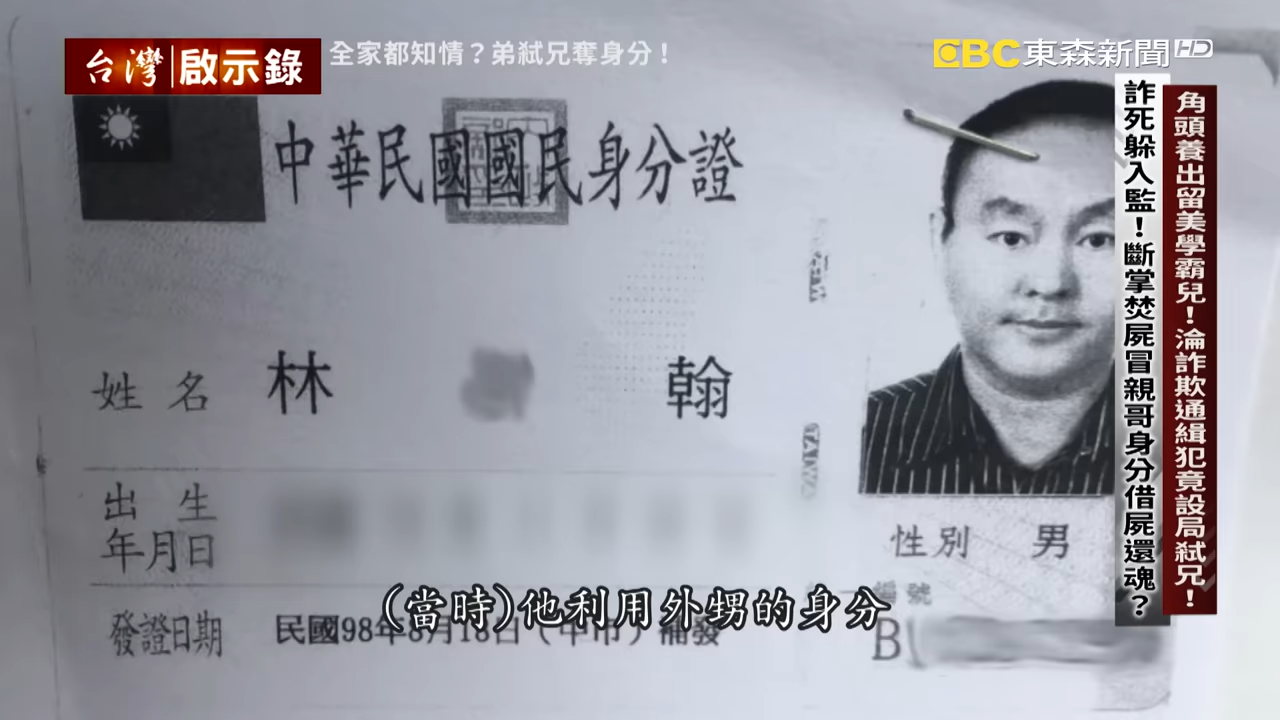 台灣啟示錄
全家都知情？弟弒兄奪身分！
EBC東森新聞HD
角頭養出留美學霸兒！淪詐欺通緝犯竟設局弒兄！
詐死躲入監！斷掌焚屍冒親哥身分借屍還魂？
中華民國國民身分證
姓名 林 翰
出生年月日
性別 男
發證日期 民國98年8月18日（中市）補發
編號
B
TAIWAN
(當時)他利用外甥的身分